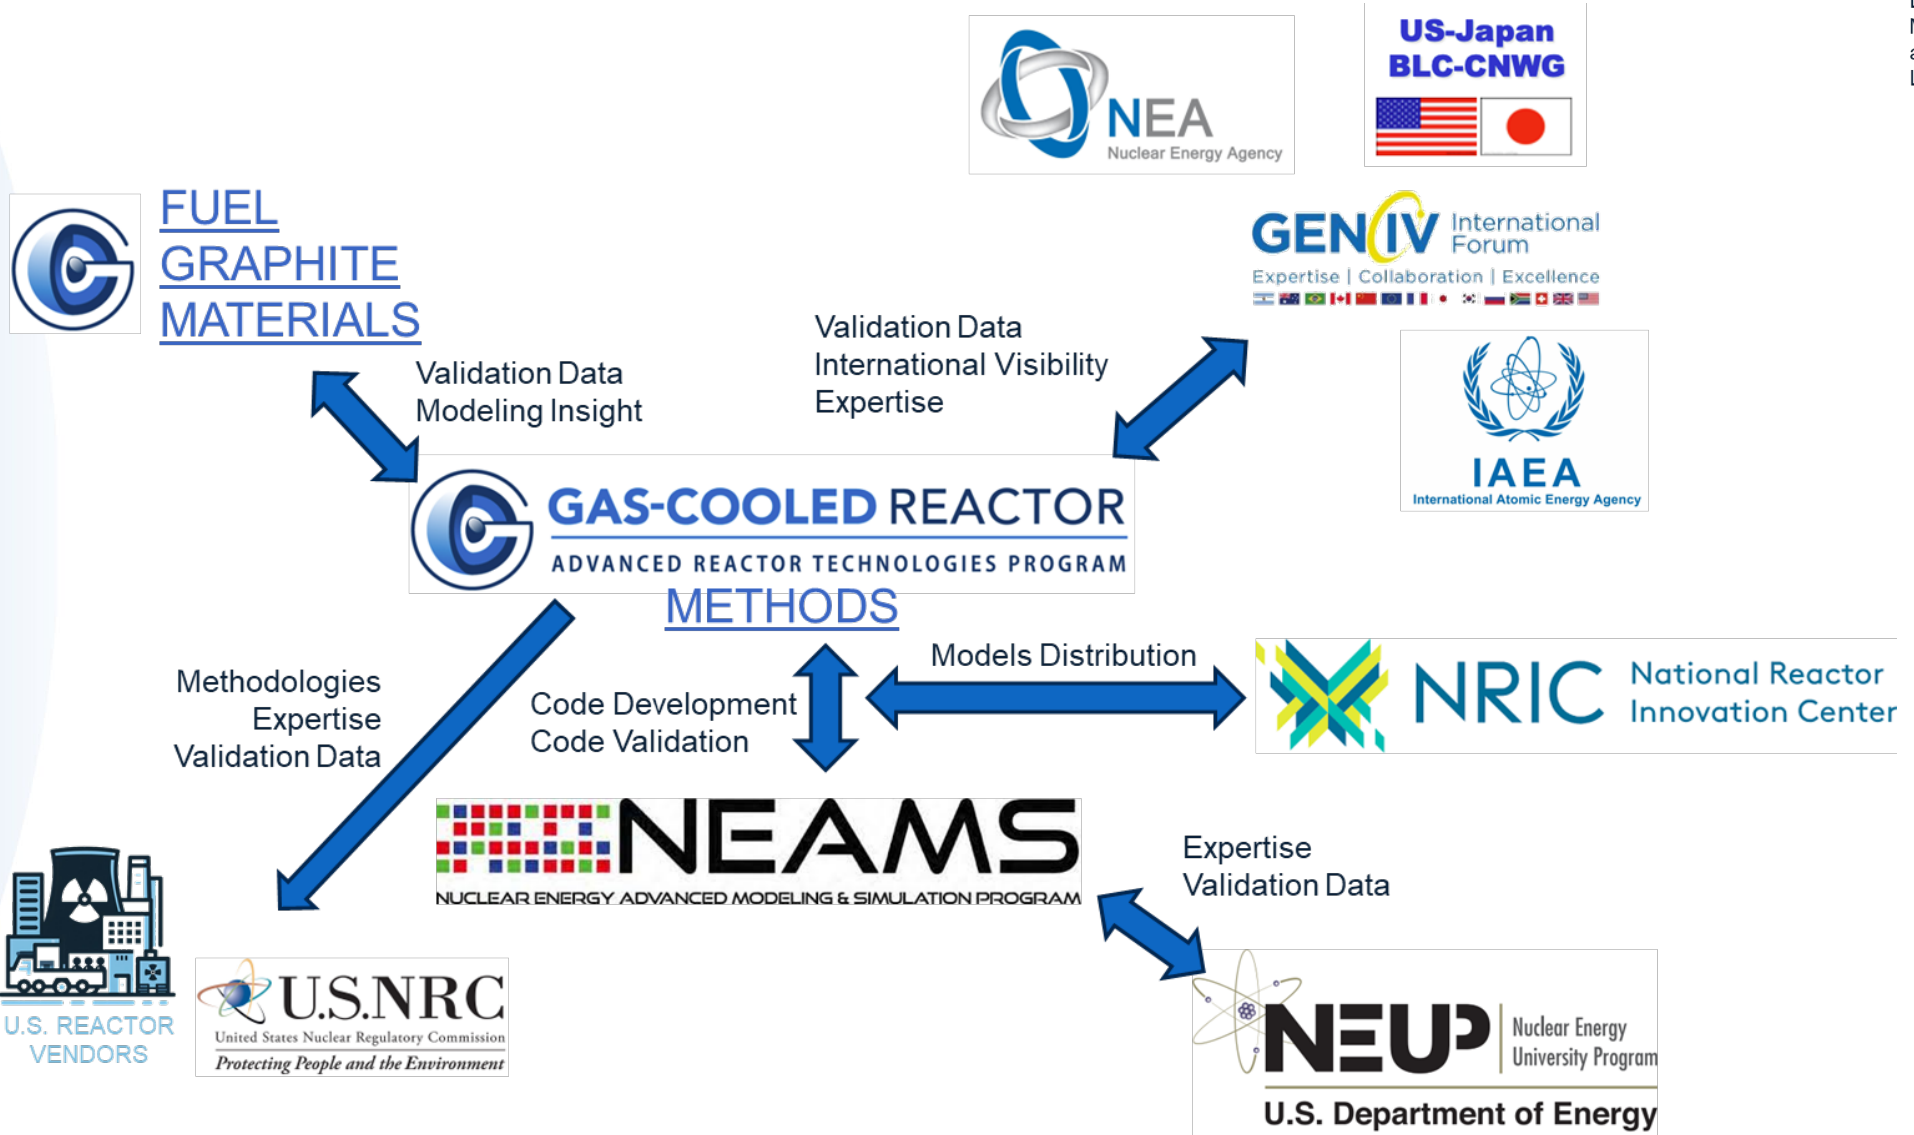 US-Japan
BLC-CNWG
NEA
Nuclear Energy Agency
FUEL
GRAPHITE
MATERIALS
GEN IV International
Forum
Expertise | Collaboration | Excellence
Validation Data
International Visibility
Expertise
Validation Data
Modeling Insight
IAEA
International Atomic Energy Agency
GAS-COOLED REACTOR
ADVANCED REACTOR TECHNOLOGIES PROGRAM
METHODS
Models Distribution
NRIC National Reactor
Innovation Center
Methodologies
Expertise
Validation Data
Code Development
Code Validation
NEAMS
NUCLEAR ENERGY ADVANCED MODELING & SIMULATION PROGRAM
Expertise
Validation Data
U.S. REACTOR
VENDORS
U.S.NRC
United States Nuclear Regulatory Commission
Protecting People and the Environment
NEUP Nuclear Energy
University Program
U.S. Department of Energy